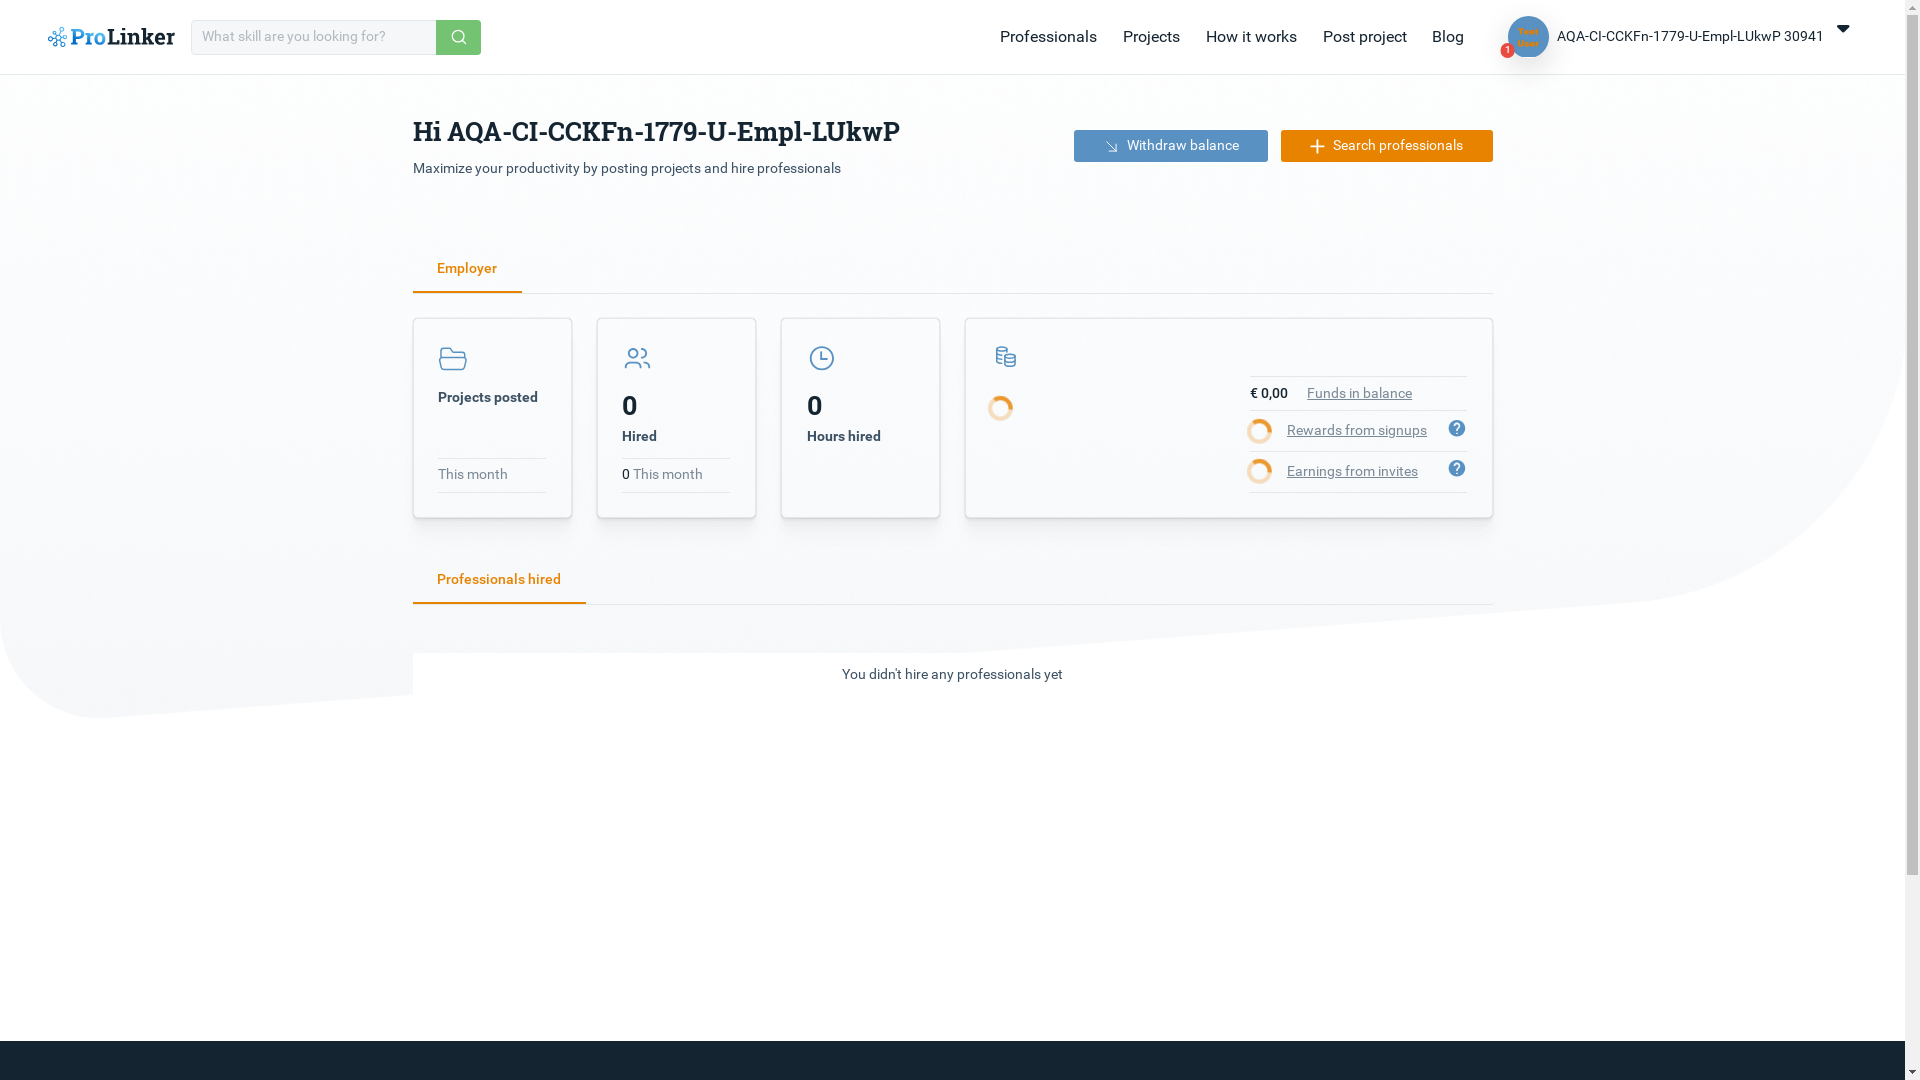 ProLinker
What skill are you looking for?
Professionals
Projects
How it works
Post project
Blog
Test
User
1
AQA-CI-CCKFn-1779-U-Empl-LUkwP 30941
Hi AQA-CI-CCKFn-1779-U-Empl-LUkwP
Maximize your productivity by posting projects and hire professionals
Withdraw balance
Search professionals
Employer
Projects posted
This month
0
Hired
0 This month
0
Hours hired
€ 0,00 Funds in balance
Rewards from signups ?
Earnings from invites ?
Professionals hired
You didn't hire any professionals yet